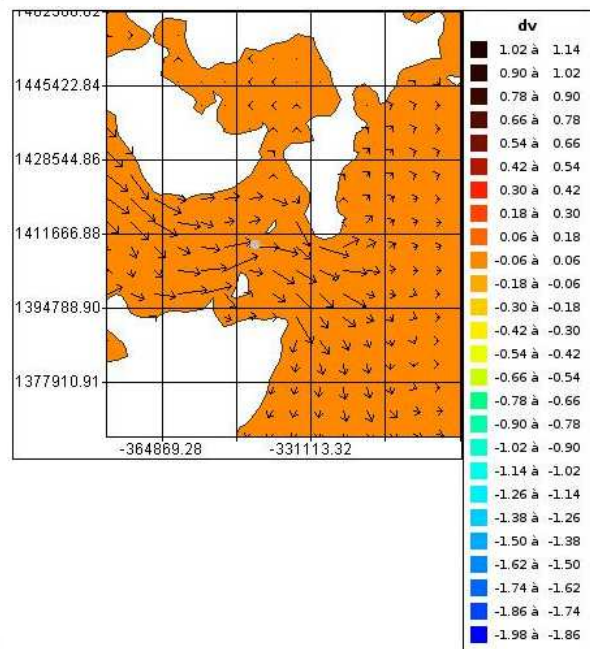 1445422.84
1428544.86
1411666.88
1394788.90
1377910.91
-364869.28
-331113.32
dv
1.02 à 1.14
0.90 à 1.02
0.78 à 0.90
0.66 à 0.78
0.54 à 0.66
0.42 à 0.54
0.30 à 0.42
0.18 à 0.30
0.06 à 0.18
-0.06 à 0.06
-0.18 à -0.06
-0.30 à -0.18
-0.42 à -0.30
-0.54 à -0.42
-0.66 à -0.54
-0.78 à -0.66
-0.90 à -0.78
-1.02 à -0.90
-1.14 à -1.02
-1.26 à -1.14
-1.38 à -1.26
-1.50 à -1.38
-1.62 à -1.50
-1.74 à -1.62
-1.86 à -1.74
-1.98 à -1.86